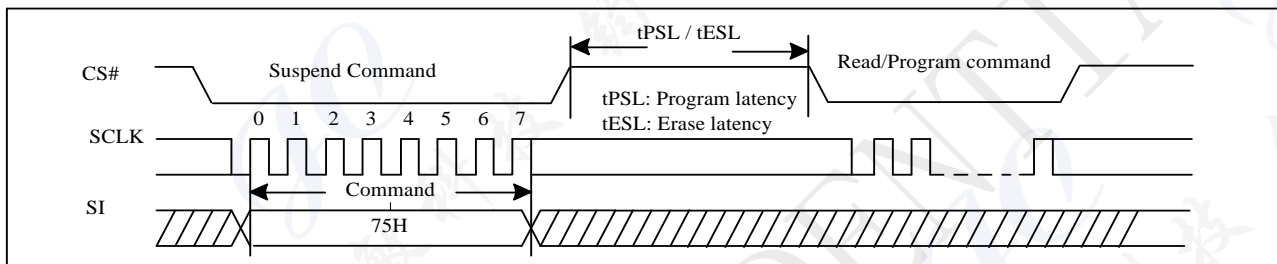 tPSL / tESL
CS#
Suspend Command
Read/Program command
tPSL: Program latency
tESL: Erase latency
0 1 2 3 4 5 6 7
SCLK
Command
SI
75H